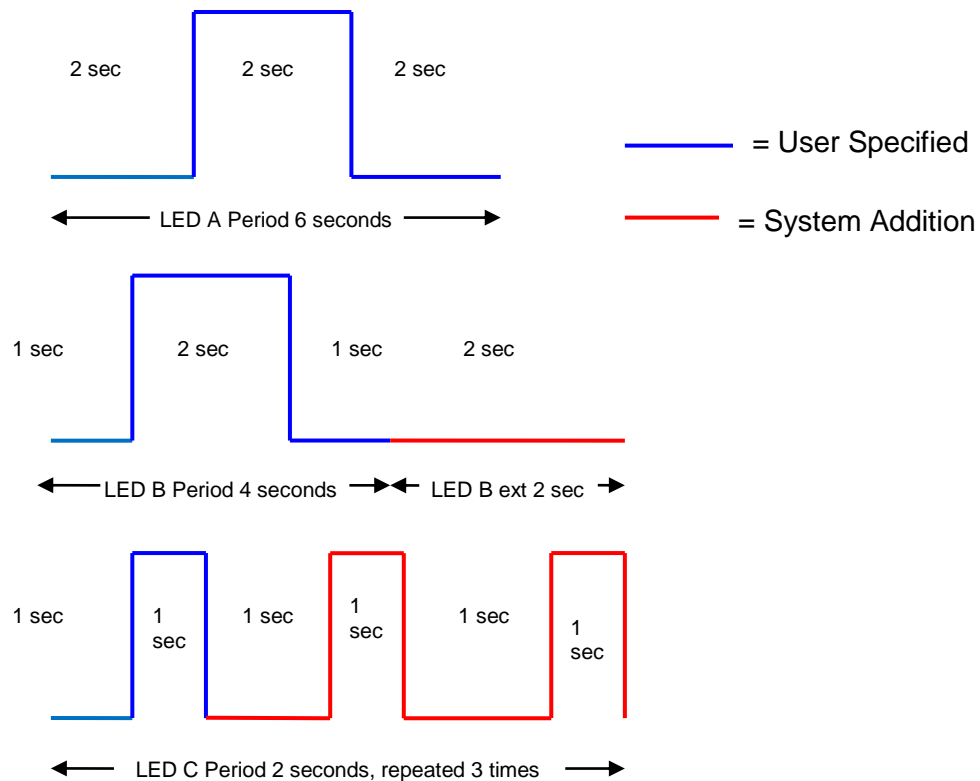 2 sec
2 sec
2 sec
= User Specified
LED A Period 6 seconds
= System Addition
1 sec
2 sec
1 sec
2 sec
LED B Period 4 seconds
LED B ext 2 sec
1 sec
1
sec
1 sec
1
sec
1 sec
1
sec
LED C Period 2 seconds, repeated 3 times